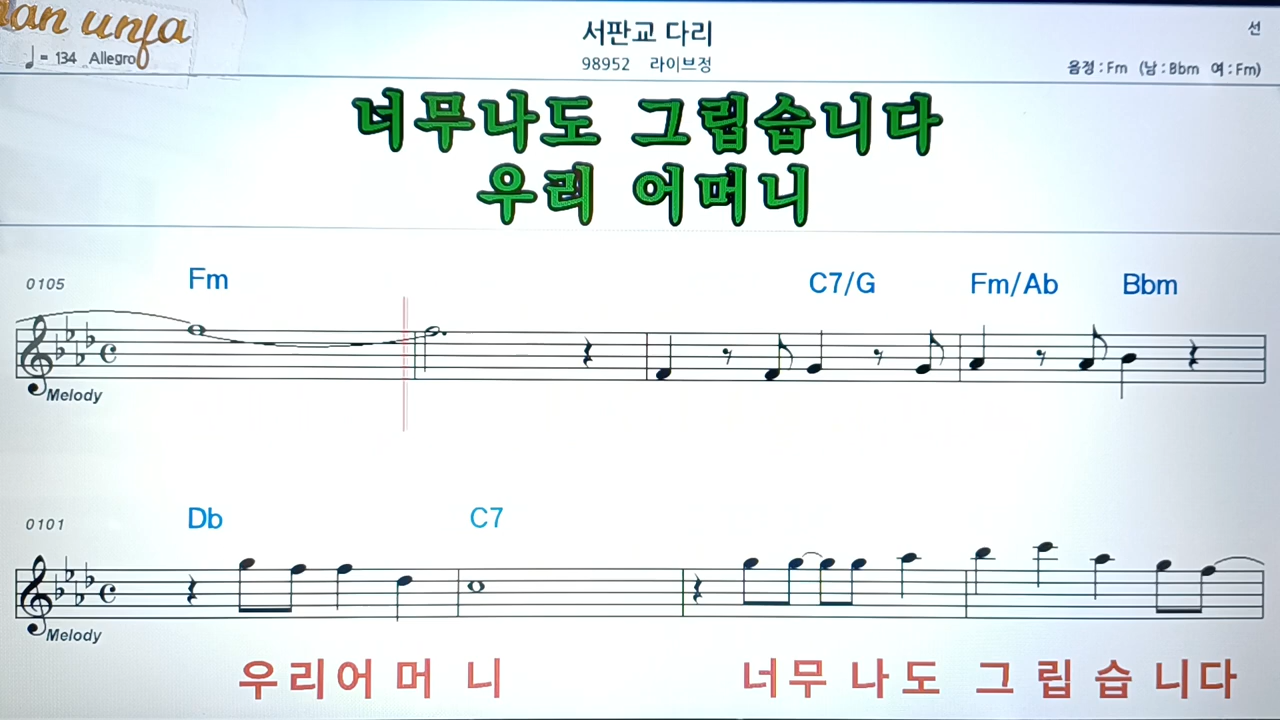 서판교 다리
선
♩= 134 Allegro
98952 라이브정
음정 : Fm (남 : Bbm 여 : Fm)
너무나도 그립습니다
우리 어머니
0105 Fm C7/G Fm/Ab Bbm
Melody
0101 Db C7
Melody
우리어머니 너무나도 그립습니다